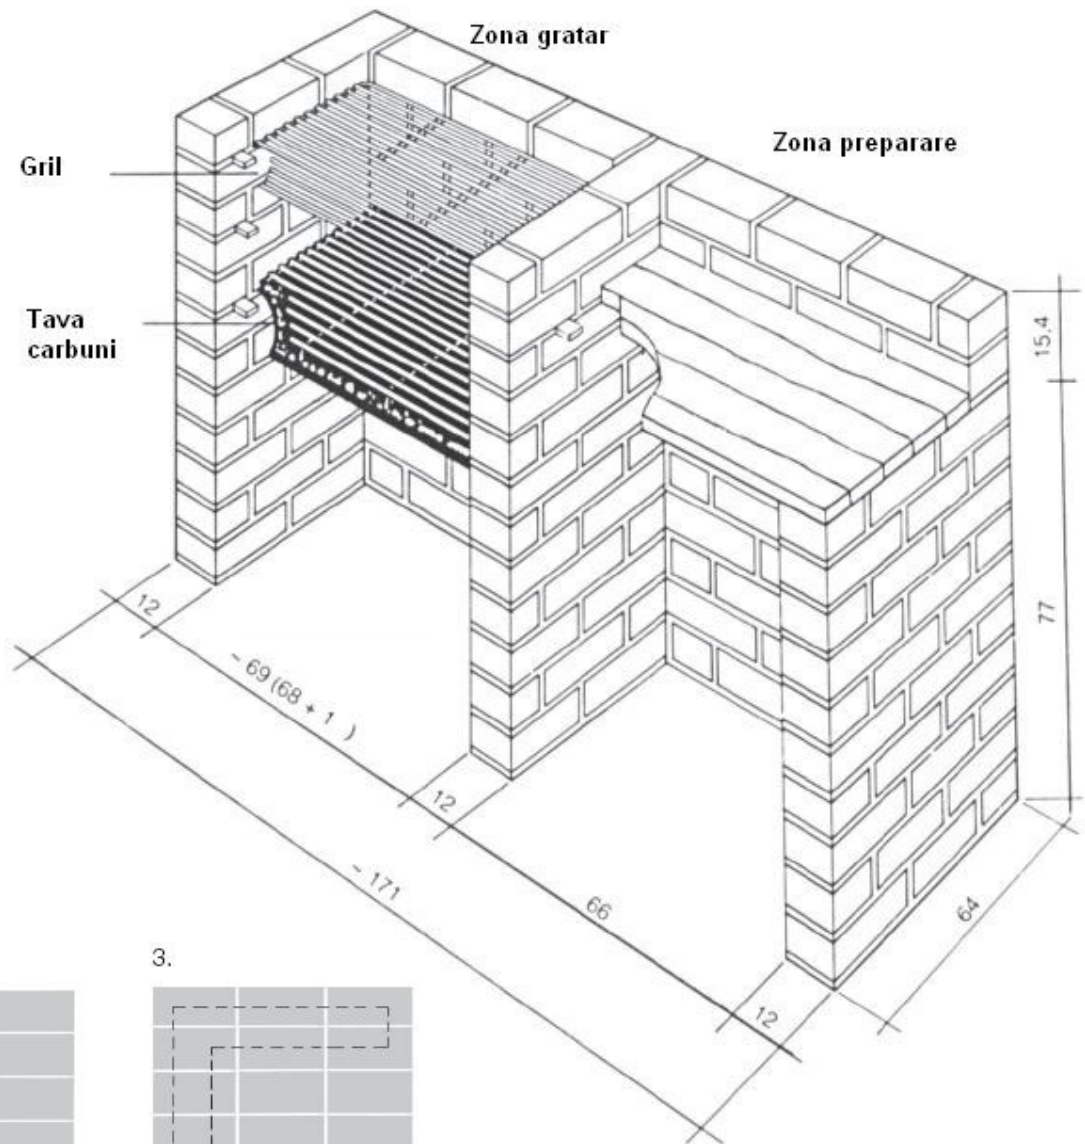 Zona gratar
Zona preparare
Gril
Tava
carbuni
15.4
77
12
~ 69 (68 + 1 )
12
~ 171
66
64
12
3.